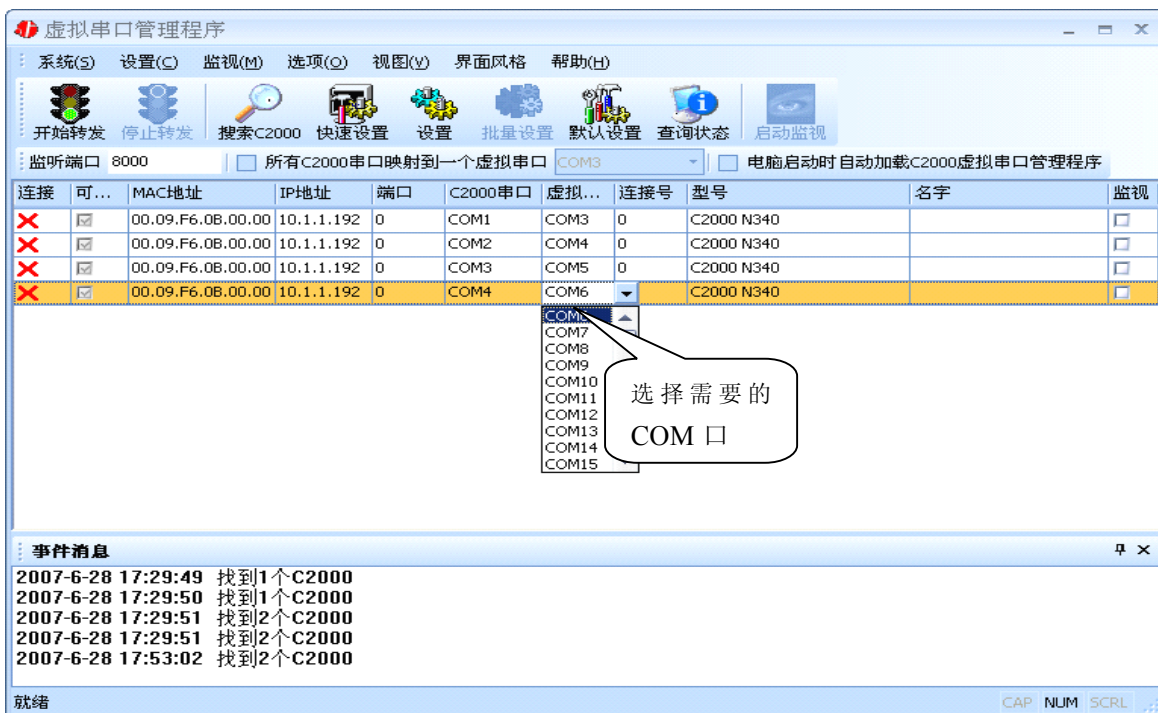 虚拟串口管理程序
系统(S) 设置(C) 监视(M) 选项(O) 视图(V) 界面风格 帮助(H)
开始转发 停止转发 搜索C2000 快速设置 设置 批量设置 默认设置 查询状态 启动监视
监听端口 8000 所有C2000串口映射到一个虚拟串口 COM3 电脑启动时自动加载C2000虚拟串口管理程序
连接 可... MAC地址 IP地址 端口 C2000串口 虚拟... 连接号 型号 名字 监视
00.09.F6.0B.00.00 10.1.1.192 0 COM1 COM3 0 C2000 N340
00.09.F6.0B.00.00 10.1.1.192 0 COM2 COM4 0 C2000 N340
00.09.F6.0B.00.00 10.1.1.192 0 COM3 COM5 0 C2000 N340
00.09.F6.0B.00.00 10.1.1.192 0 COM4 COM6 C2000 N340
COM6
COM7
COM8
COM9
COM10
COM11
COM12
COM13
COM14
COM15
选择需要的
COM 口
事件消息
2007-6-28 17:29:49 找到1个C2000
2007-6-28 17:29:50 找到1个C2000
2007-6-28 17:29:51 找到2个C2000
2007-6-28 17:29:51 找到2个C2000
2007-6-28 17:53:02 找到2个C2000
就绪 CAP NUM SCRL